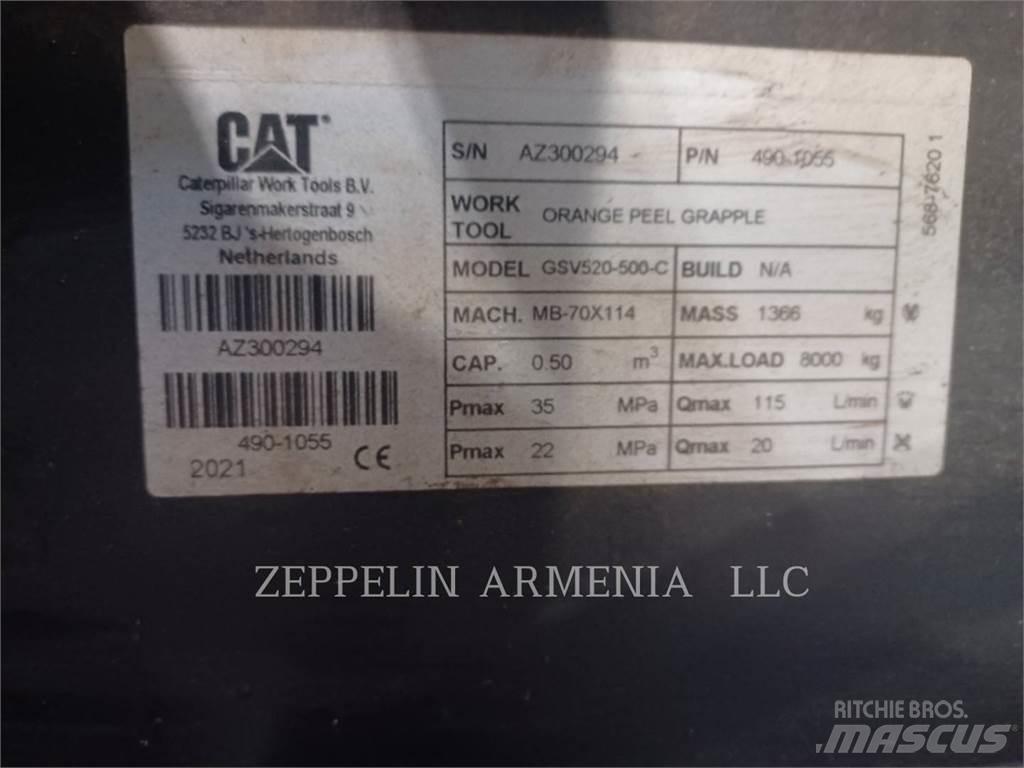 CAT®
Caterpillar Work Tools B.V.
Sigarenmakerstraat 9
5232 BJ 's-Hertogenbosch
Netherlands
AZ300294
490-1055
2021 CE
S/N AZ300294 P/N 490-1055
WORK TOOL ORANGE PEEL GRAPPLE
MODEL GSV520-500-C BUILD N/A
MACH. MB-70X114 MASS 1366 kg
CAP. 0.50 m³ MAX.LOAD 8000 kg
Pmax 35 MPa Qmax 115 L/min
Pmax 22 MPa Qmax 20 L/min
568-7620 1
ZEPPELIN ARMENIA LLC
RITCHIE BROS.
MASCUS